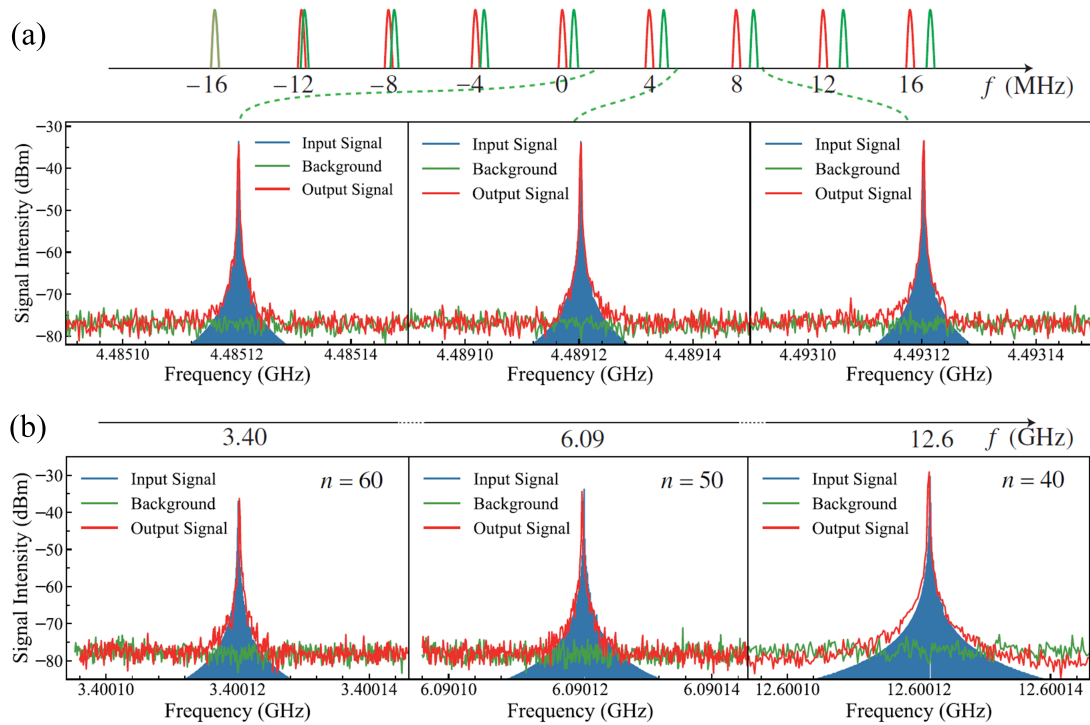 (a)
−16 −12 −8 −4 0 4 8 12 16 f (MHz)
Signal Intensity (dBm)
−30
−40
−50
−60
−70
−80
Input Signal
Background
Output Signal
4.48510 4.48512 4.48514
Frequency (GHz)
Input Signal
Background
Output Signal
4.48910 4.48912 4.48914
Frequency (GHz)
Input Signal
Background
Output Signal
4.49310 4.49312 4.49314
Frequency (GHz)
(b)
3.40 6.09 12.6 f (GHz)
Signal Intensity (dBm)
−30
−40
−50
−60
−70
−80
Input Signal
Background
Output Signal
n = 60
3.40010 3.40012 3.40014
Frequency (GHz)
Input Signal
Background
Output Signal
n = 50
6.09010 6.09012 6.09014
Frequency (GHz)
Input Signal
Background
Output Signal
n = 40
12.60010 12.60012 12.60014
Frequency (GHz)